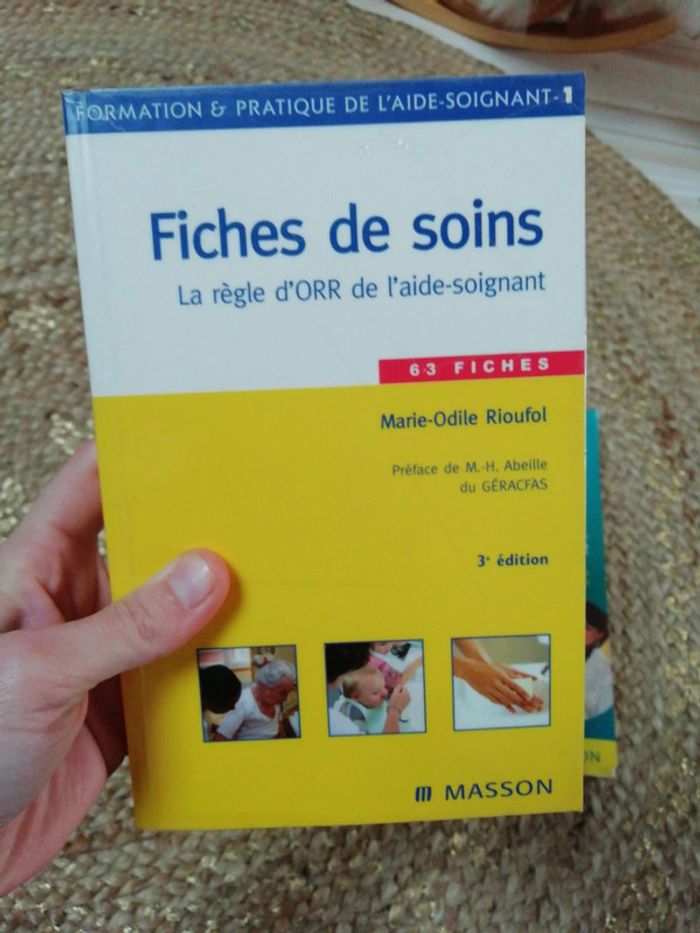 FORMATION & PRATIQUE DE L'AIDE-SOIGNANT-1
Fiches de soins
La règle d'ORR de l'aide-soignant
63 FICHES
Marie-Odile Rioufol
Préface de M.-H. Abeille
du GÉRACFAS
3e édition
MASSON